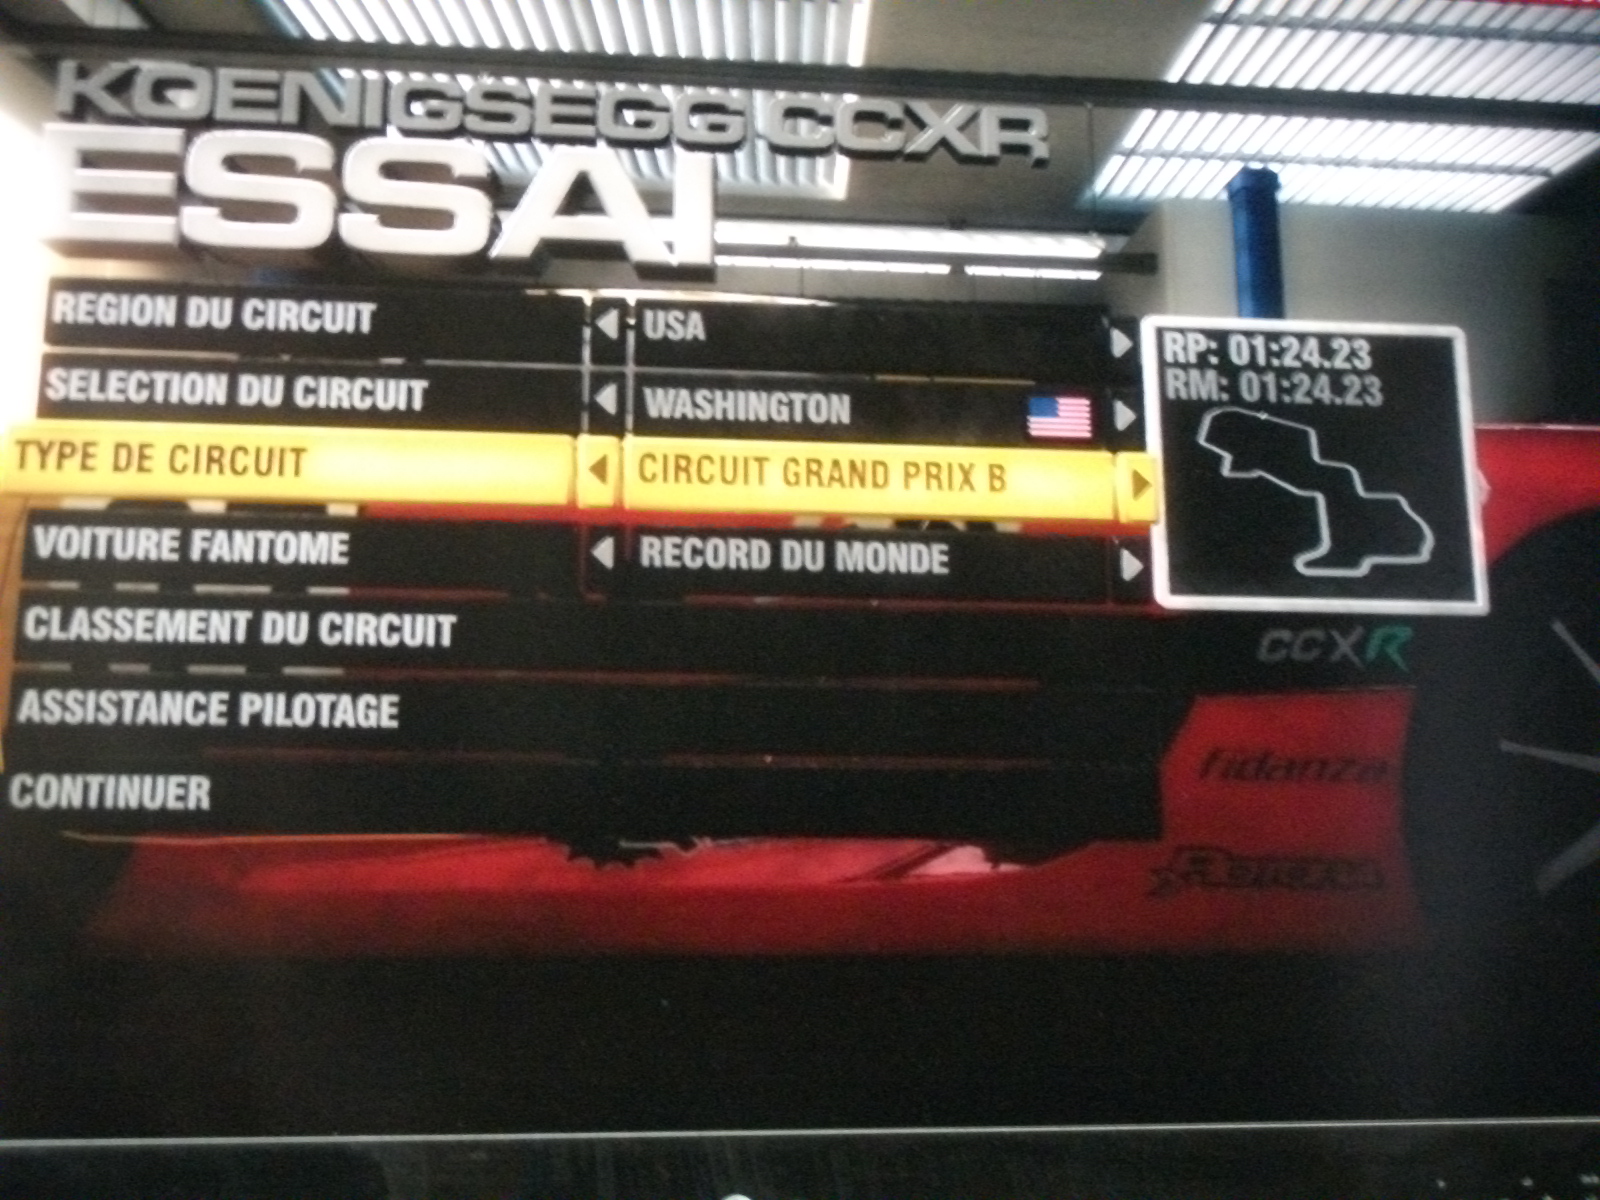 KOENIGSEGG CCXR
ESSAI
REGION DU CIRCUIT USA
SELECTION DU CIRCUIT WASHINGTON
TYPE DE CIRCUIT CIRCUIT GRAND PRIX B
VOITURE FANTOME RECORD DU MONDE
CLASSEMENT DU CIRCUIT
ASSISTANCE PILOTAGE
CONTINUER
RP: 01:24.23
RM: 01:24.23
CCXR
fidanza